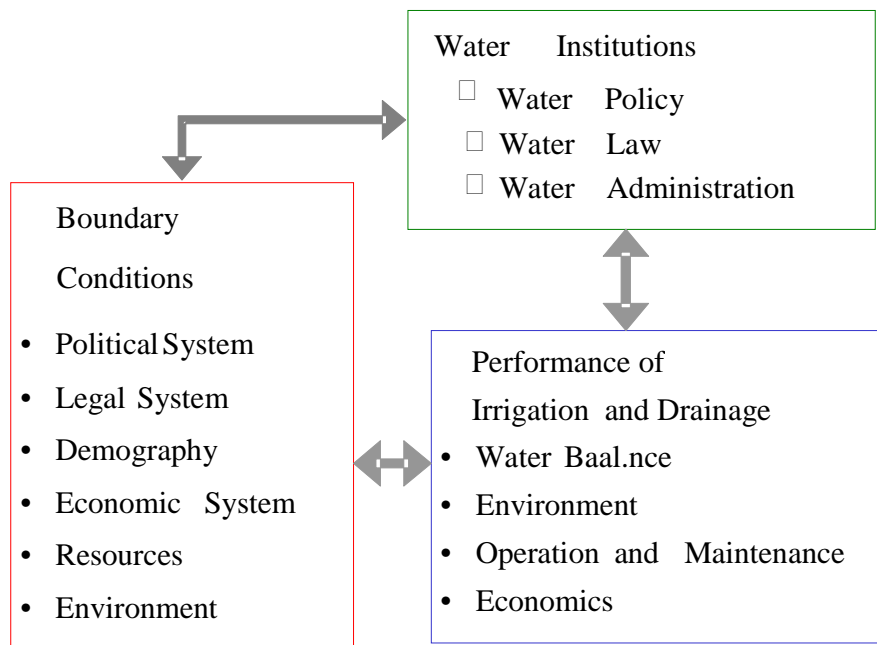 Water Institutions
□ Water Policy
□ Water Law
□ Water Administration
Boundary
Conditions
• Political System
• Legal System
• Demography
• Economic System
• Resources
• Environment
Performance of
Irrigation and Drainage
• Water Baal.nce
• Environment
• Operation and Maintenance
• Economics